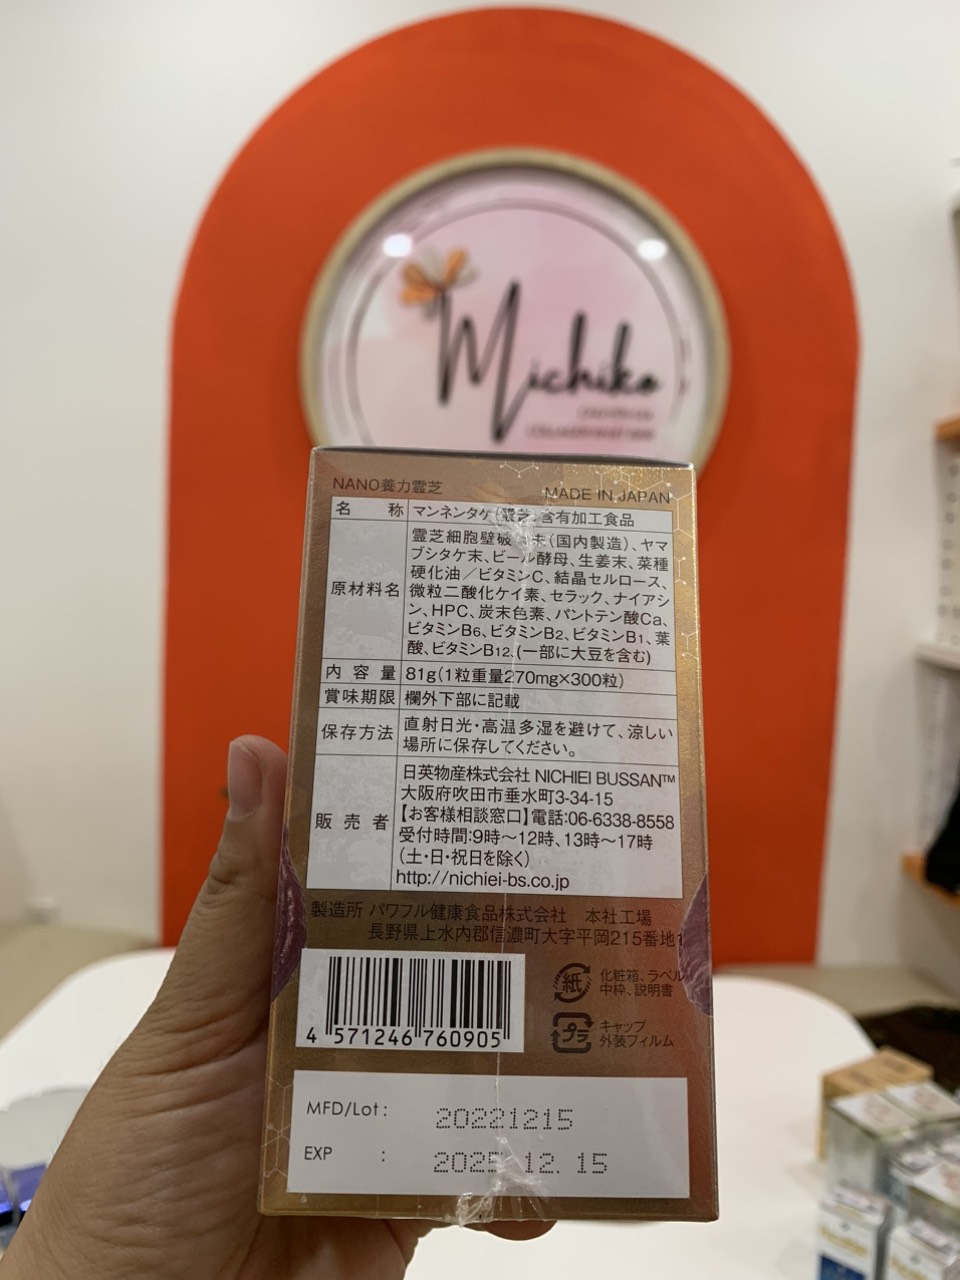 Michiko
NANO養力霊芝
MADE IN JAPAN
名 称 マンネンタケ(霊芝)含有加工食品
原材料名 霊芝細胞壁破 末(国内製造)、ヤマ
ブシタケ末、ビール酵母、生姜末、菜種
硬化油／ビタミンC、結晶セルロース、
微粒二酸化ケイ素、セラック、ナイアシ
ン、HPC、炭末色素、パントテン酸Ca、
ビタミンB6、ビタミンB2、ビタミンB1、葉
酸、ビタミンB12、(一部に大豆を含む)
内 容 量 81g(1粒重量270mg×300粒)
賞味期限 欄外下部に記載
保存方法 直射日光・高温多湿を避けて、涼しい
場所に保存してください。
販 売 者 日英物産株式会社 NICHIEI BUSSAN™
大阪府吹田市垂水町3-34-15
【お客様相談窓口】電話:06-6338-8558
受付時間:9時～12時、13時～17時
(土・日・祝日を除く)
http://nichiei-bs.co.jp
製造所 パワフル健康食品株式会社 本社工場
長野県上水内郡信濃町大字平岡215番地1
4 571246 760905
紙 化粧箱、ラベル
中枠、説明書
プラ キャップ
外装フィルム
MFD/Lot: 20221215
EXP : 2025.12.15